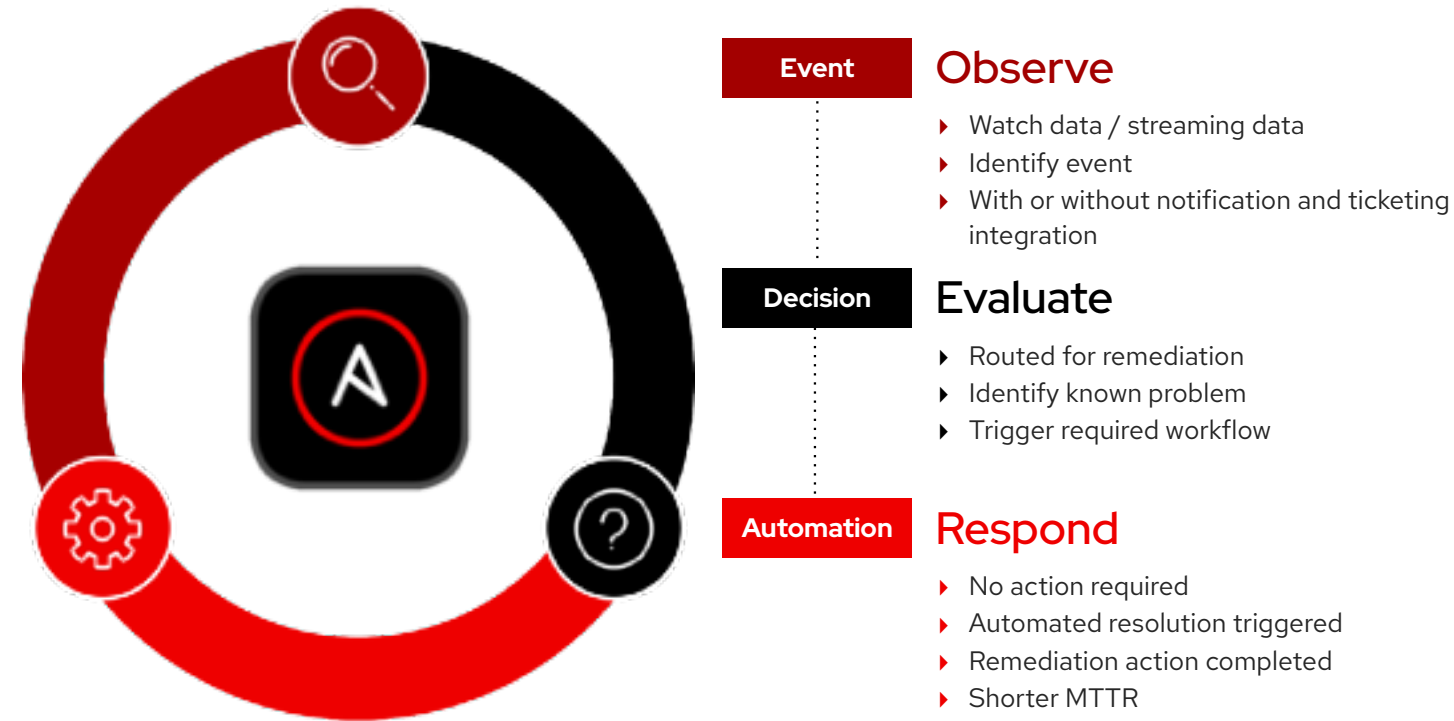 Event
Observe
Watch data / streaming data
Identify event
With or without notification and ticketing
integration
Decision
Evaluate
Routed for remediation
Identify known problem
Trigger required workflow
Automation
Respond
No action required
Automated resolution triggered
Remediation action completed
Shorter MTTR
?